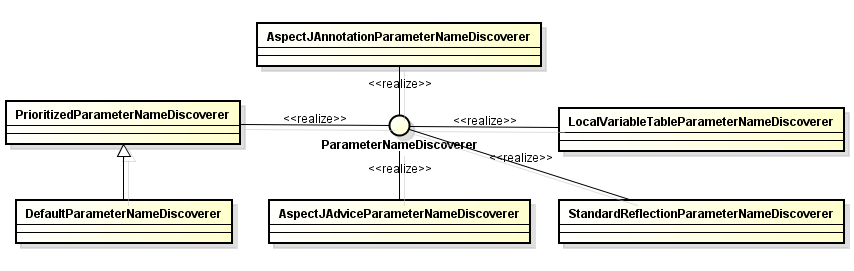 AspectJAnnotationParameterNameDiscoverer
<<realize>>
PrioritizedParameterNameDiscoverer
<<realize>>
<<realize>>
LocalVariableTableParameterNameDiscoverer
ParameterNameDiscoverer
<<realize>>
<<realize>>
DefaultParameterNameDiscoverer
AspectJAdviceParameterNameDiscoverer
StandardReflectionParameterNameDiscoverer